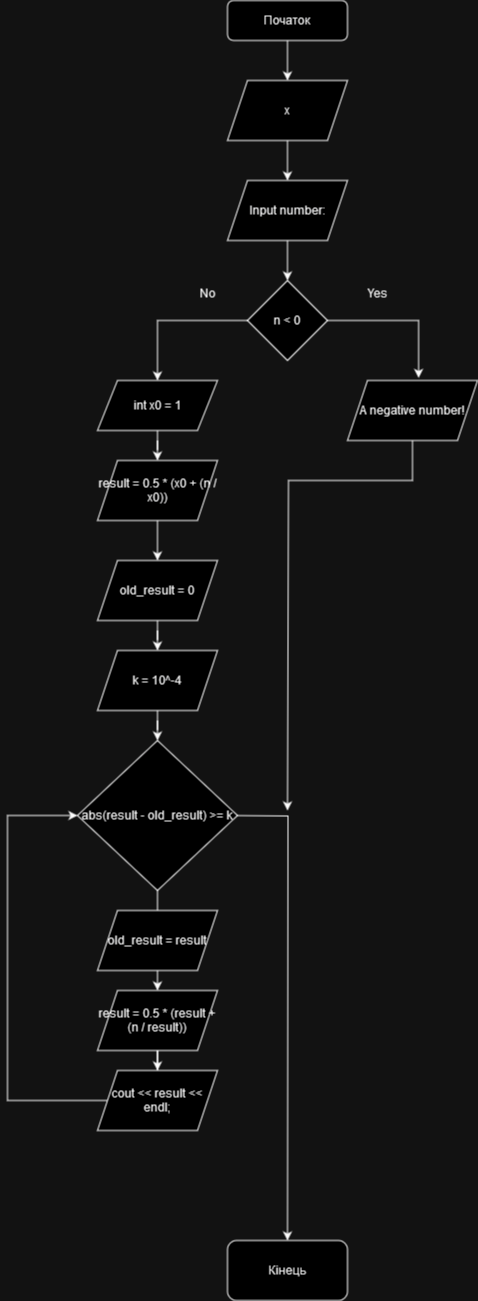 Початок
x
Input number:
No
Yes
n < 0
int x0 = 1
A negative number!
result = 0.5 * (x0 + (n /
x0))
old_result = 0
k = 10^-4
abs(result - old_result) >= k
old_result = result
result = 0.5 * (result +
(n / result))
cout << result <<
endl;
Кінець